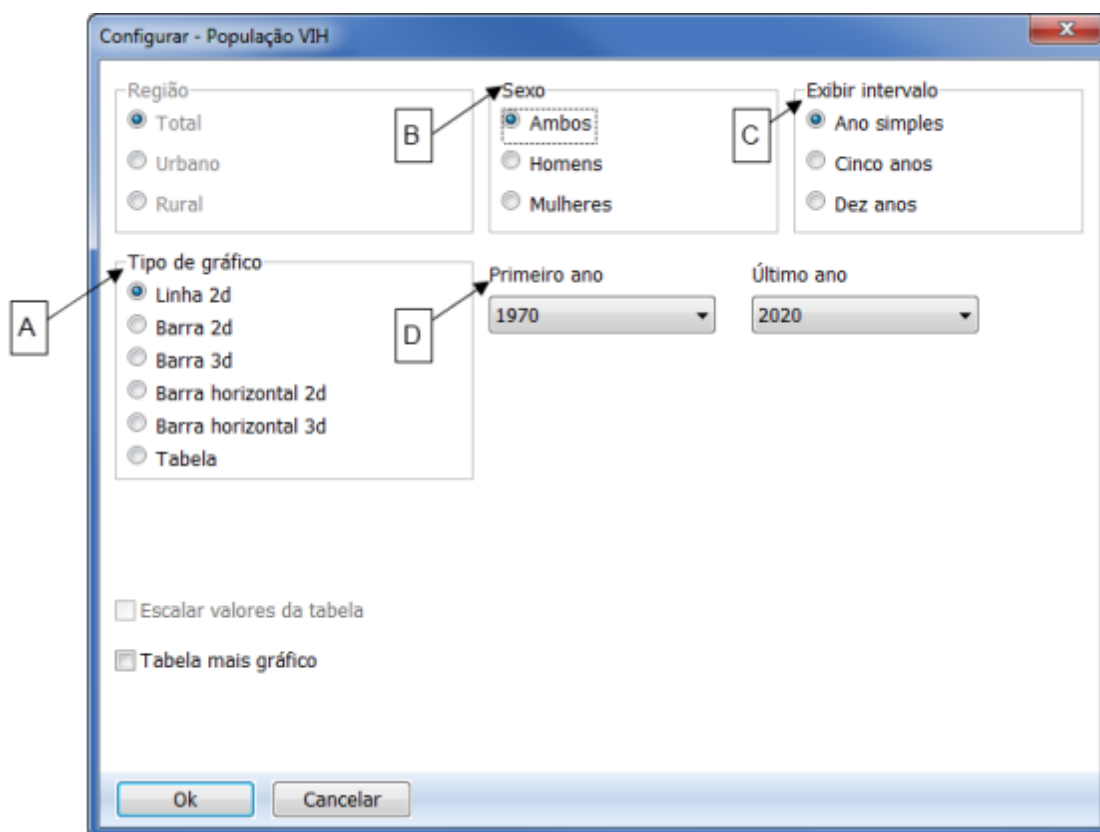 Configurar - População VIH
x
Região
Total
Urbano
Rural
B
Sexo
Ambos
Homens
Mulheres
C
Exibir intervalo
Ano simples
Cinco anos
Dez anos
A
Tipo de gráfico
Linha 2d
Barra 2d
Barra 3d
Barra horizontal 2d
Barra horizontal 3d
Tabela
D
Primeiro ano
1970
Último ano
2020
Escalar valores da tabela
Tabela mais gráfico
Ok
Cancelar